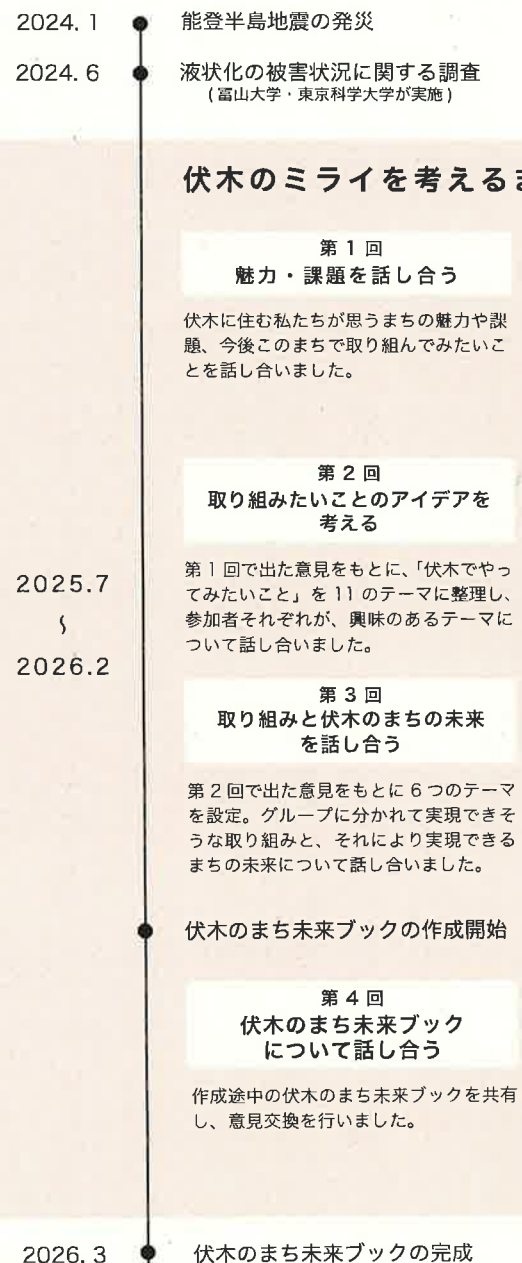 2024. 1
能登半島地震の発災
2024. 6
液状化の被害状況に関する調査
(富山大学・東京科学大学が実施)
伏木のミライを考える
第 1 回
魅力・課題を話し合う
伏木に住む私たちが思うまちの魅力や課
題、今後このまちで取り組んでみたいこ
とを話し合いました。
第 2 回
取り組みたいことのアイデアを
考える
第 1 回で出た意見をもとに、「伏木でやっ
てみたいこと」を 11 のテーマに整理し、
参加者それぞれが、興味のあるテーマに
ついて話し合いました。
2025.7
〜
2026.2
第 3 回
取り組みと伏木のまちの未来
を話し合う
第 2 回で出た意見をもとに 6 つのテーマ
を設定。グループに分かれて実現できそ
うな取り組みと、それにより実現できる
まちの未来について話し合いました。
伏木のまち未来ブックの作成開始
第 4 回
伏木のまち未来ブック
について話し合う
作成途中の伏木のまち未来ブックを共有
し、意見交換を行いました。
2026. 3
伏木のまち未来ブックの完成